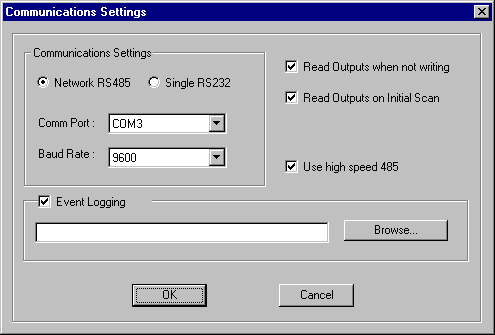 Communications Settings
Communications Settings
Network RS485 Single RS232
Comm Port : COM3
Baud Rate : 9600
Read Outputs when not writing
Read Outputs on Initial Scan
Use high speed 485
Event Logging
Browse...
OK Cancel